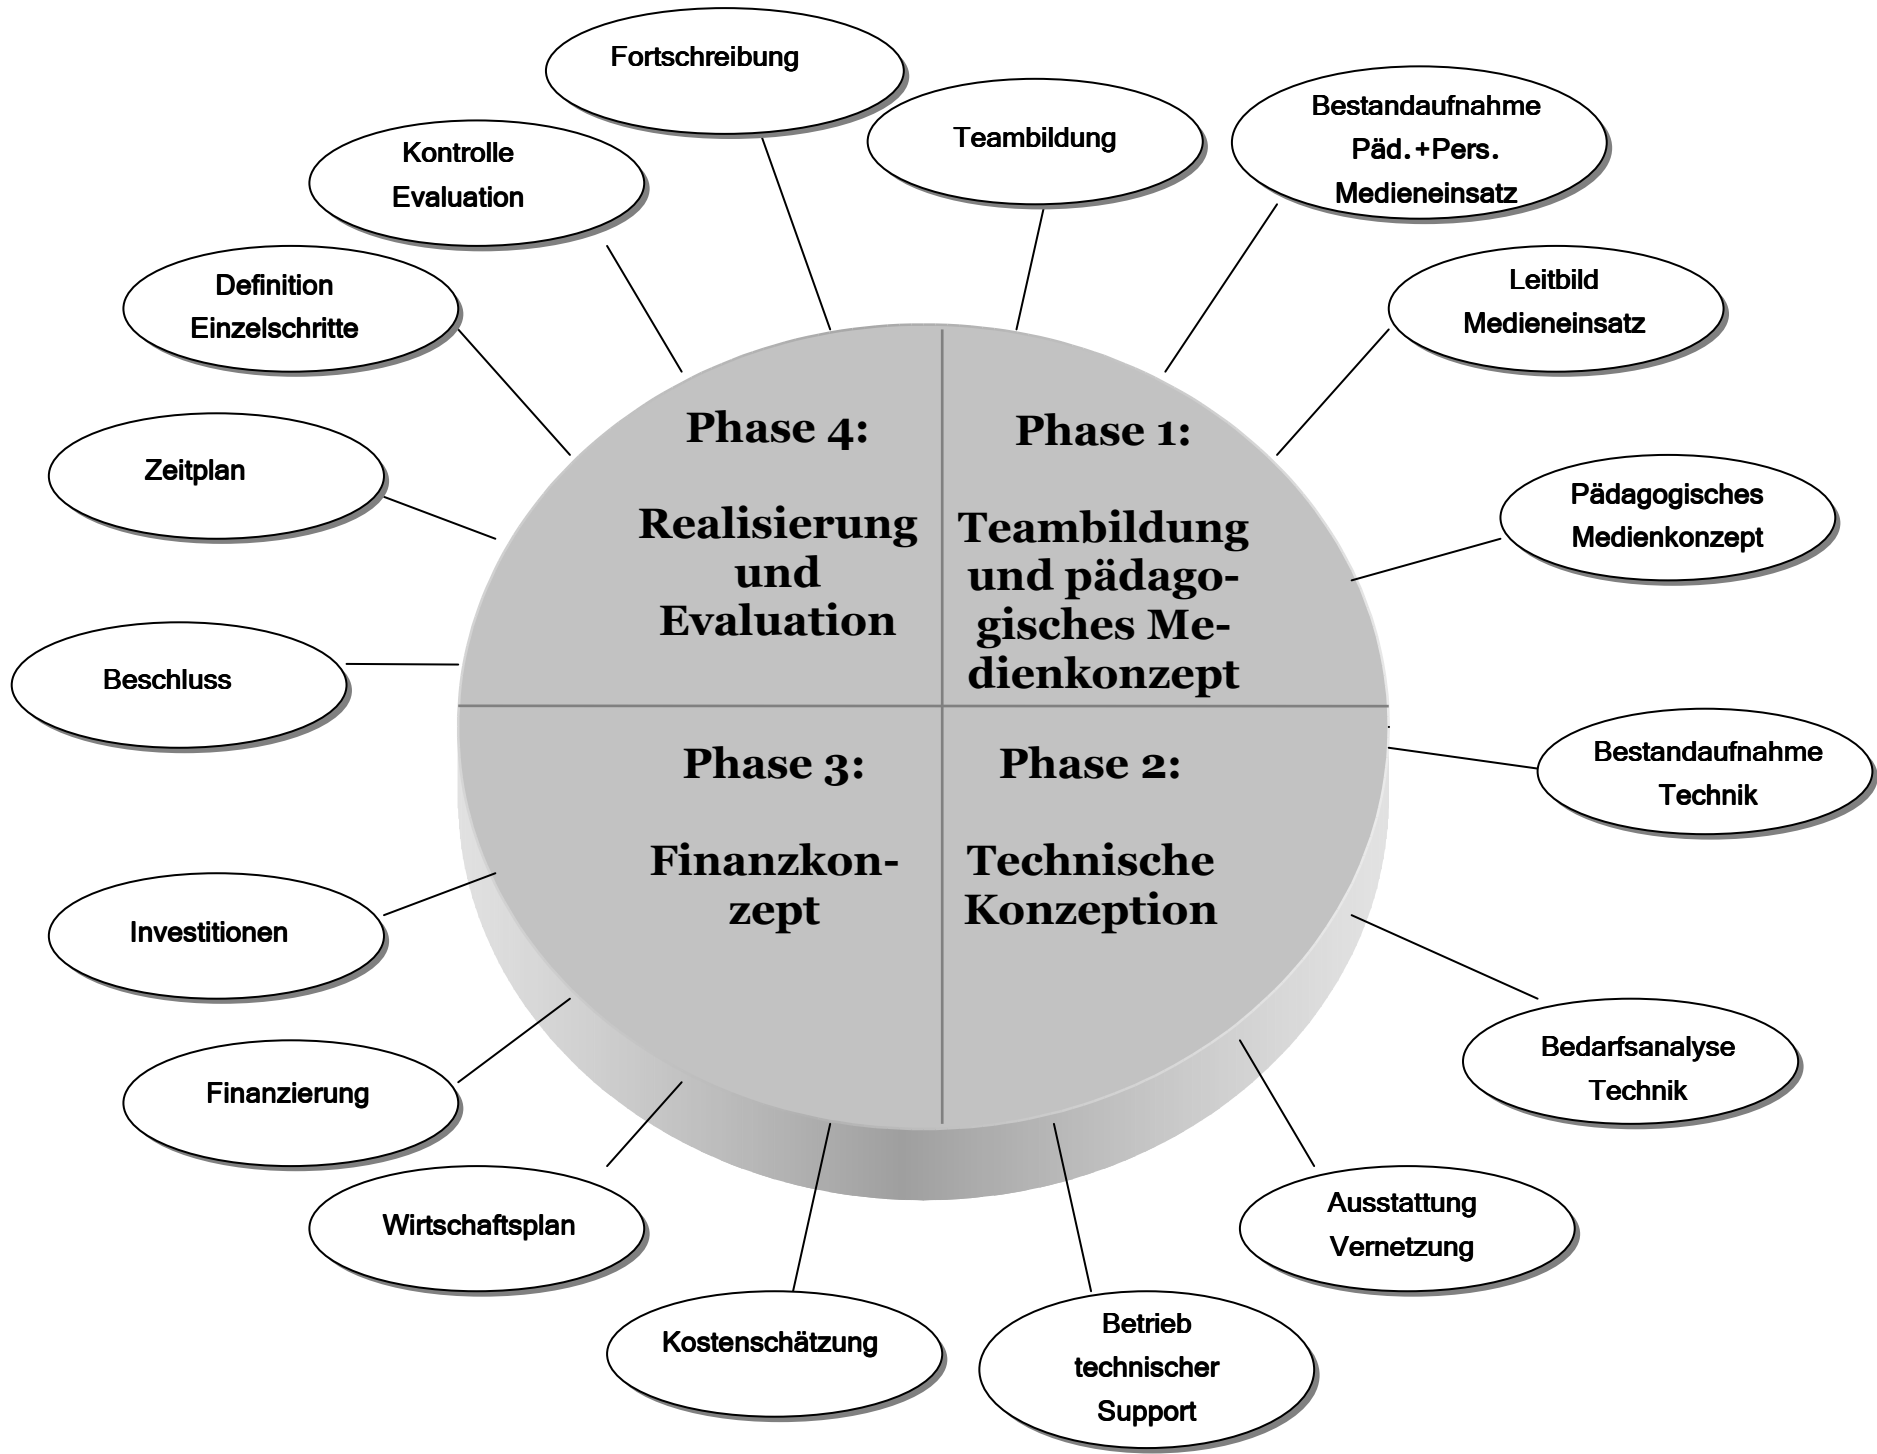 Fortschreibung
Teambildung
Bestandaufnahme
Päd.+Pers.
Medieneinsatz
Leitbild
Medieneinsatz
Pädagogisches
Medienkonzept
Bestandaufnahme
Technik
Bedarfsanalyse
Technik
Ausstattung
Vernetzung
Betrieb
technischer
Support
Kostenschätzung
Wirtschaftsplan
Finanzierung
Investitionen
Beschluss
Zeitplan
Definition
Einzelschritte
Kontrolle
Evaluation
Phase 1:
Teambildung
und pädago-
gisches Me-
dienkonzept
Phase 2:
Technische
Konzeption
Phase 3:
Finanzkon-
zept
Phase 4:
Realisierung
und
Evaluation